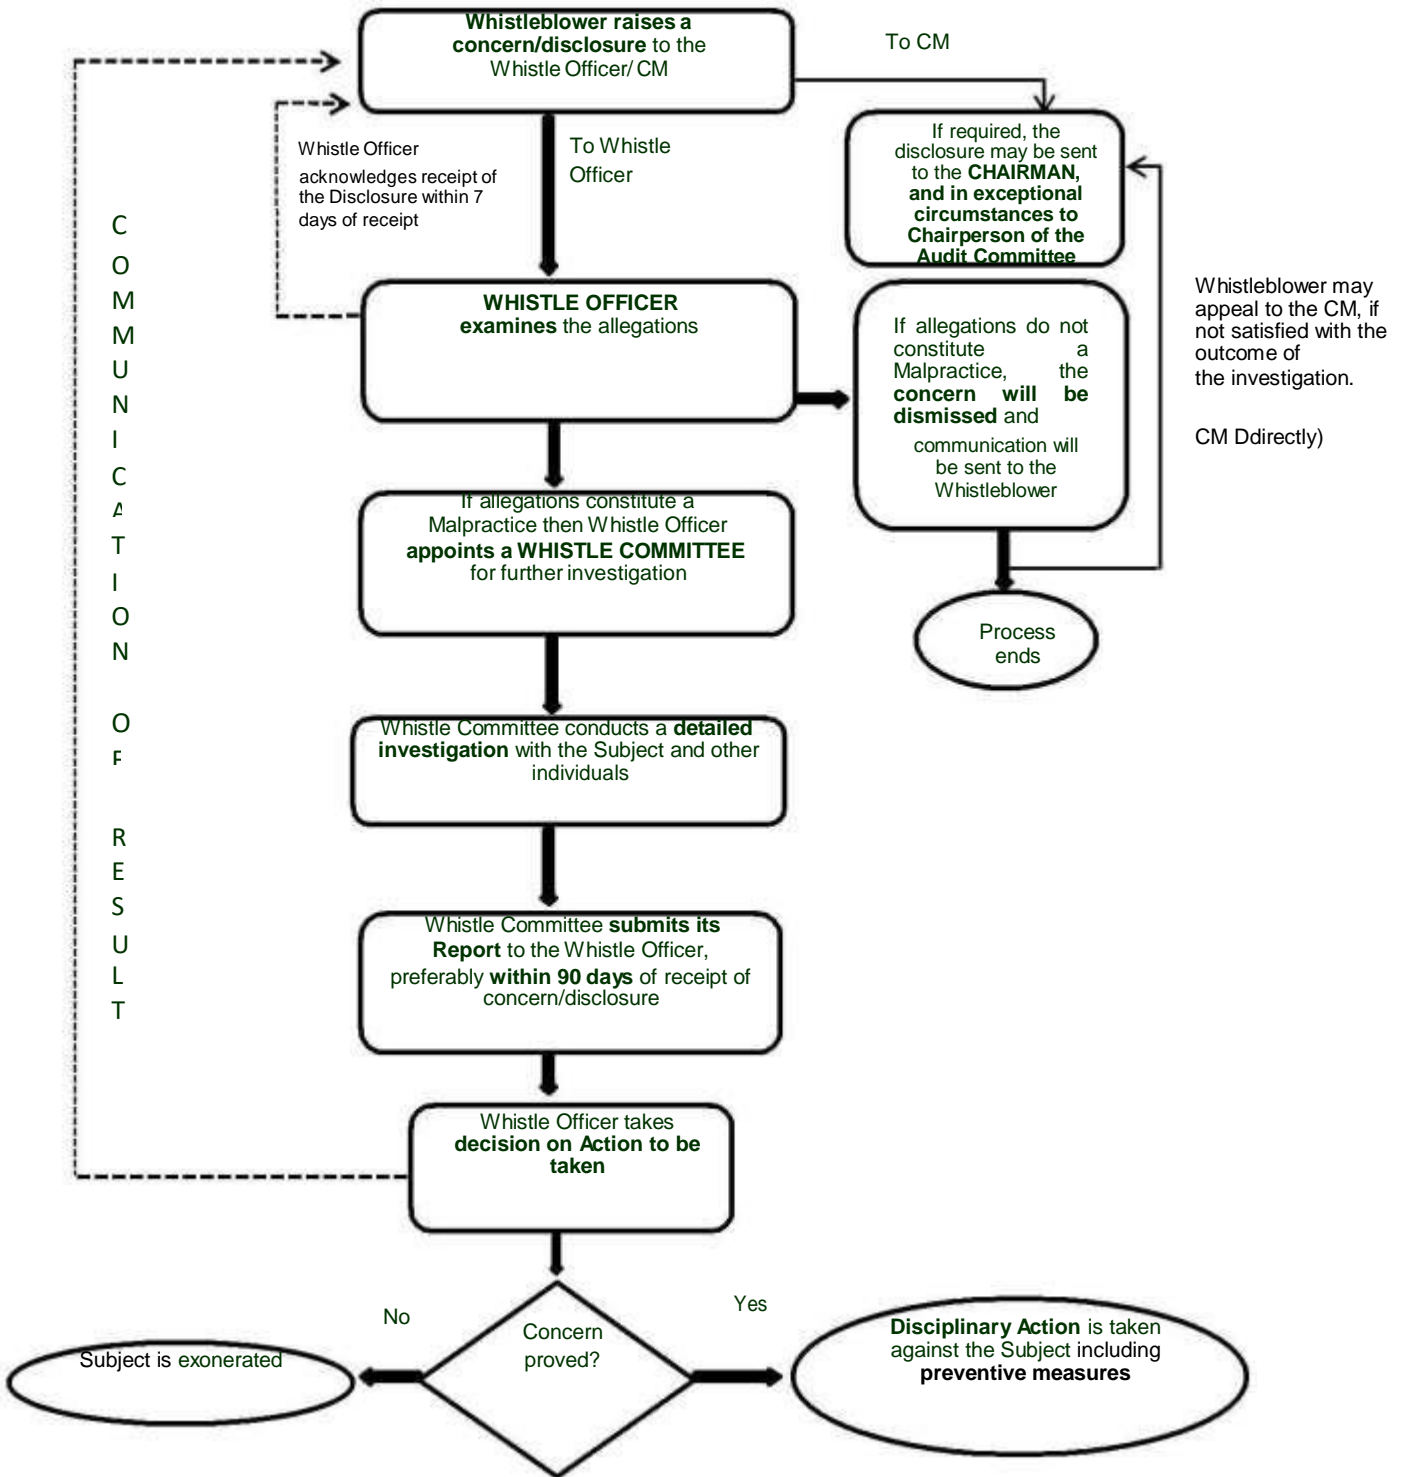 Whistleblower raises a
concern/disclosure to the
Whistle Officer/ CM
To CM
Whistle Officer
acknowledges receipt of
the Disclosure within 7
days of receipt
To Whistle
Officer
If required, the
disclosure may be sent
to the CHAIRMAN,
and in exceptional
circumstances to
Chairperson of the
Audit Committee
COMMUNICATION OF RESULT
Whistleblower may
appeal to the CM, if
not satisfied with the
outcome of
the investigation.
CM Ddirectly)
WHISTLE OFFICER
examines the allegations
If allegations do not
constitute a
Malpractice, the
concern will be
dismissed and
communication will
be sent to the
Whistleblower
If allegations constitute a
Malpractice then Whistle Officer
appoints a WHISTLE COMMITTEE
for further investigation
Process
ends
Whistle Committee conducts a detailed
investigation with the Subject and other
individuals
Whistle Committee submits its
Report to the Whistle Officer,
preferably within 90 days of receipt of
concern/disclosure
Whistle Officer takes
decision on Action to be
taken
No
Yes
Concern
proved?
Subject is exonerated
Disciplinary Action is taken
against the Subject including
preventive measures